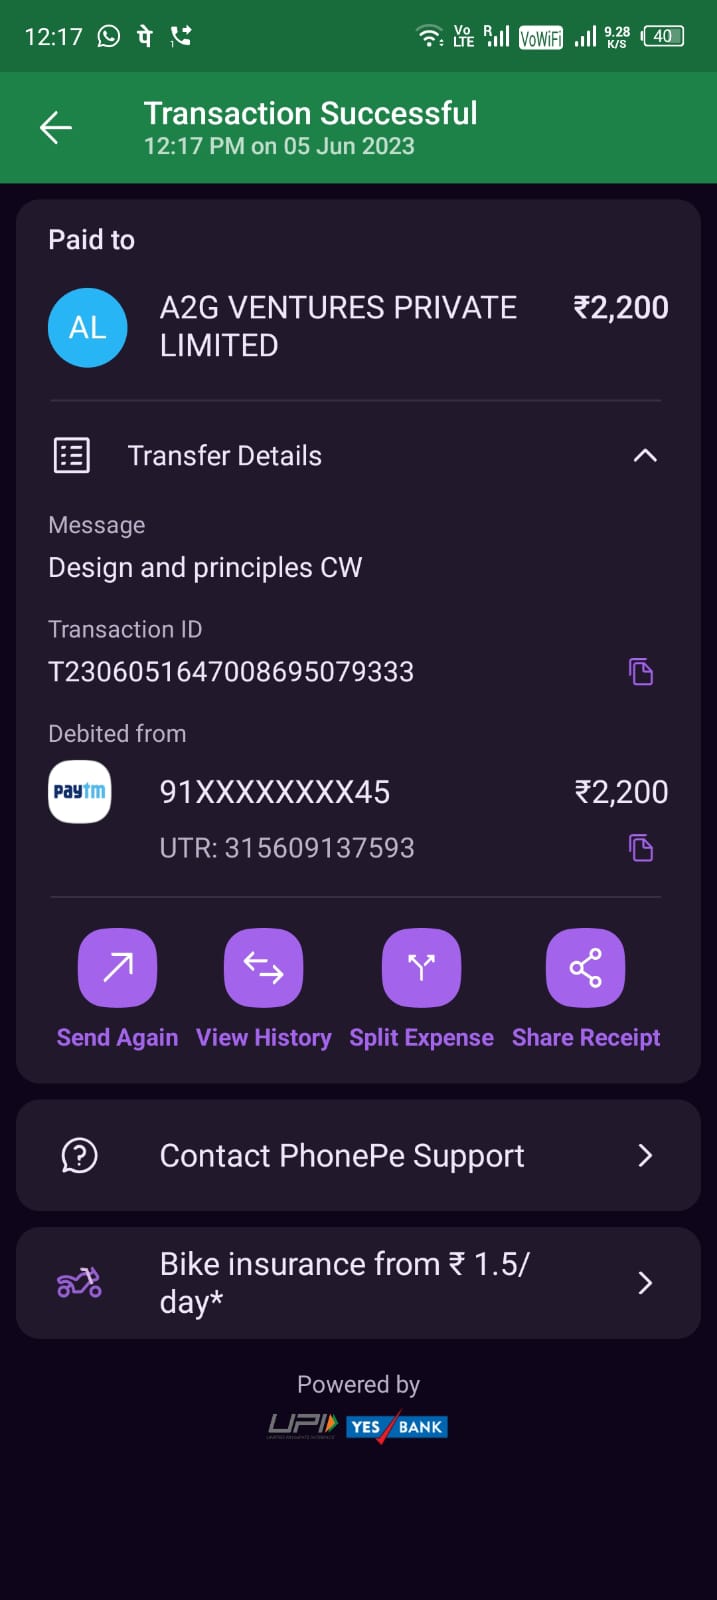 12:17 पे 1 Vo LTE R VoWiFi 9.28 K/S 40
Transaction Successful
12:17 PM on 05 Jun 2023
Paid to
AL A2G VENTURES PRIVATE LIMITED ₹2,200
Transfer Details
Message
Design and principles CW
Transaction ID
T2306051647008695079333
Debited from
paytm 91XXXXXXXX45 ₹2,200
UTR: 315609137593
Send Again View History Split Expense Share Receipt
Contact PhonePe Support
Bike insurance from ₹ 1.5/
day*
Powered by
UPI YES BANK